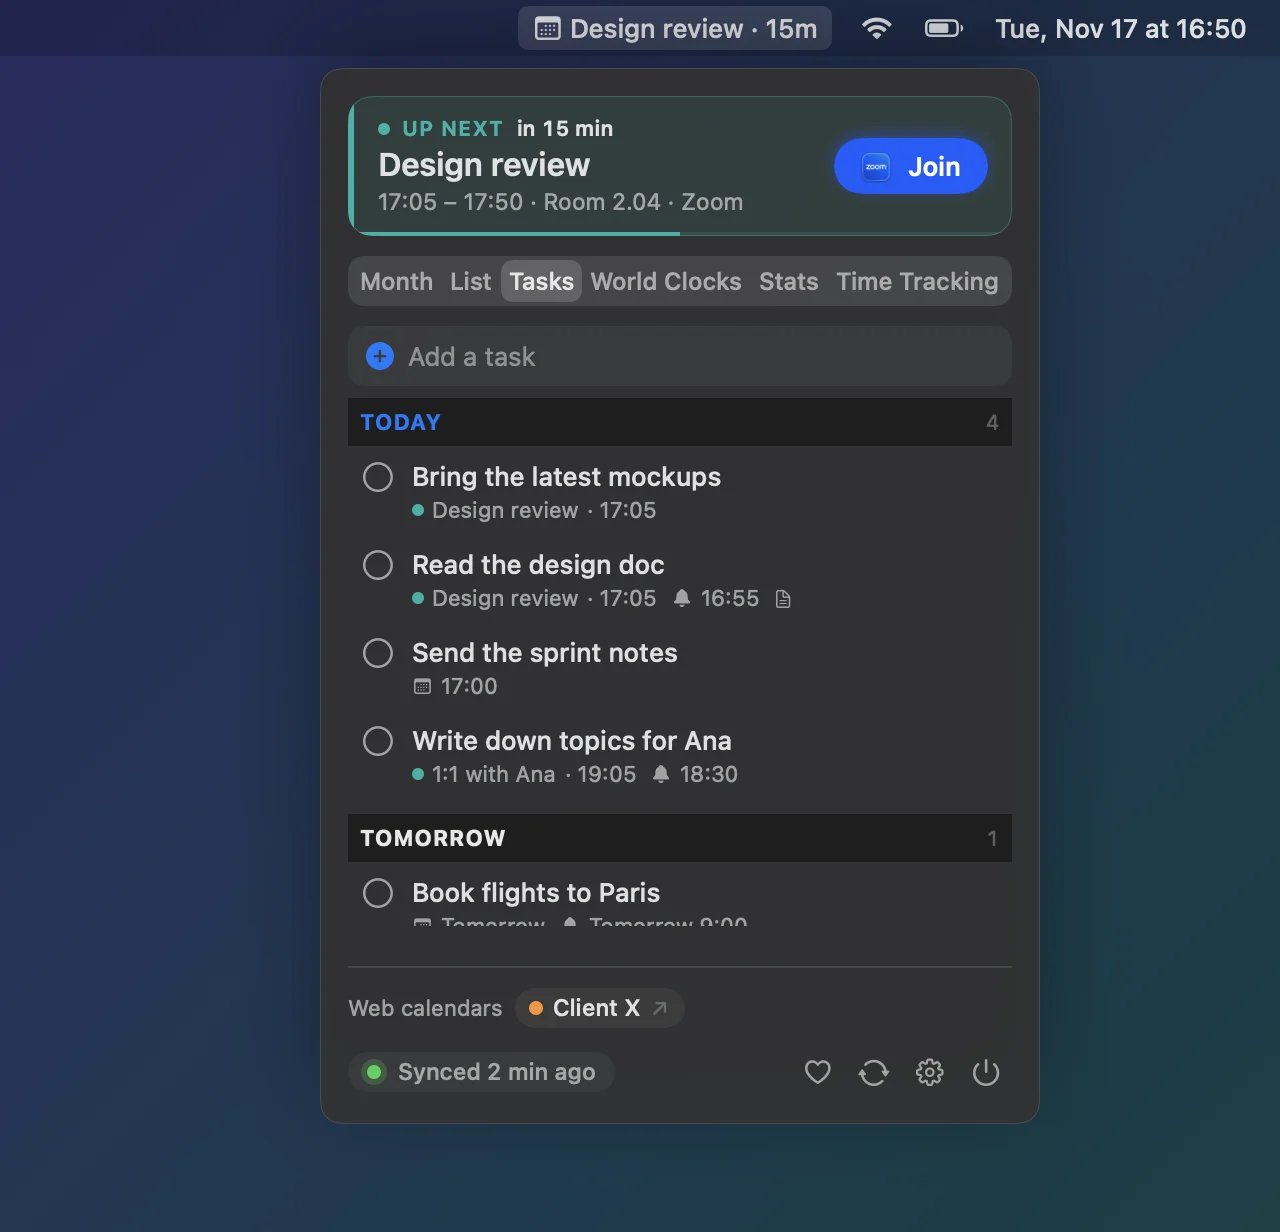 Design review · 15m
Tue, Nov 17 at 16:50
UP NEXT in 15 min
Design review
17:05 – 17:50 · Room 2.04 · Zoom
zoom Join
Month List Tasks World Clocks Stats Time Tracking
Add a task
TODAY 4
Bring the latest mockups
Design review · 17:05
Read the design doc
Design review · 17:05 16:55
Send the sprint notes
17:00
Write down topics for Ana
1:1 with Ana · 19:05 18:30
TOMORROW 1
Book flights to Paris
Tomorrow Tomorrow 9:00
Web calendars Client X
Synced 2 min ago